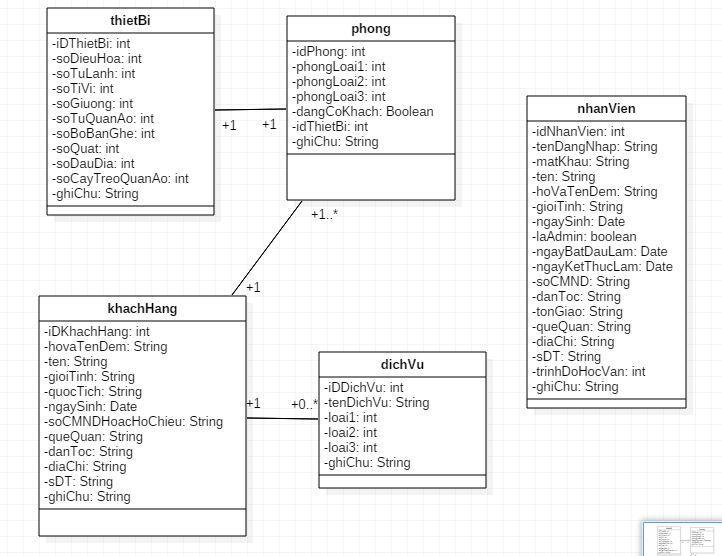 thietBi
-iDThietBi: int
-soDieuHoa: int
-soTuLanh: int
-soTiVi: int
-soGiuong: int
-soTuQuanAo: int
-soBoBanGhe: int
-soQuat: int
-soDauDia: int
-soCayTreoQuanAo: int
-ghiChu: String
+1
+1
phong
-idPhong: int
-phongLoai1: int
-phongLoai2: int
-phongLoai3: int
-dangCoKhach: Boolean
-idThietBi: int
-ghiChu: String
+1..*
+1
nhanVien
-idNhanVien: int
-tenDangNhap: String
-matKhau: String
-ten: String
-hoVaTenDem: String
-gioiTinh: String
-ngaySinh: Date
-laAdmin: boolean
-ngayBatDauLam: Date
-ngayKetThucLam: Date
-soCMND: String
-danToc: String
-tonGiao: String
-queQuan: String
-diaChi: String
-sDT: String
-trinhDoHocVan: int
-ghiChu: String
khachHang
-iDKhachHang: int
-hovaTenDem: String
-ten: String
-gioiTinh: String
-quocTich: String
-ngaySinh: Date
-soCMNDHoacHoChieu: String
-queQuan: String
-danToc: String
-diaChi: String
-sDT: String
-ghiChu: String
+1
+0..*
dichVu
-iDDichVu: int
-tenDichVu: String
-loai1: int
-loai2: int
-loai3: int
-ghiChu: String